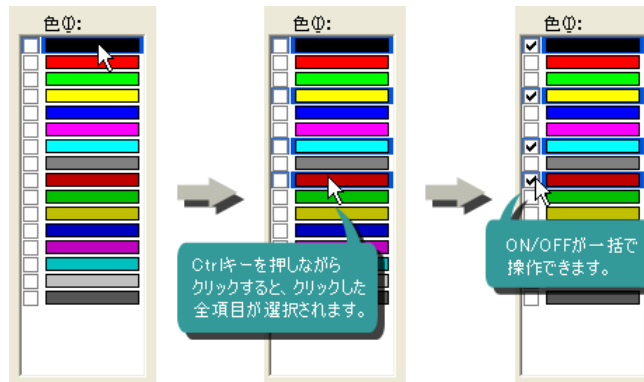 色(I):
色(I):
色(I):
Ctrlキーを押しながら
クリックすると、クリックした
全項目が選択されます。
ON/OFFが一括で
操作できます。